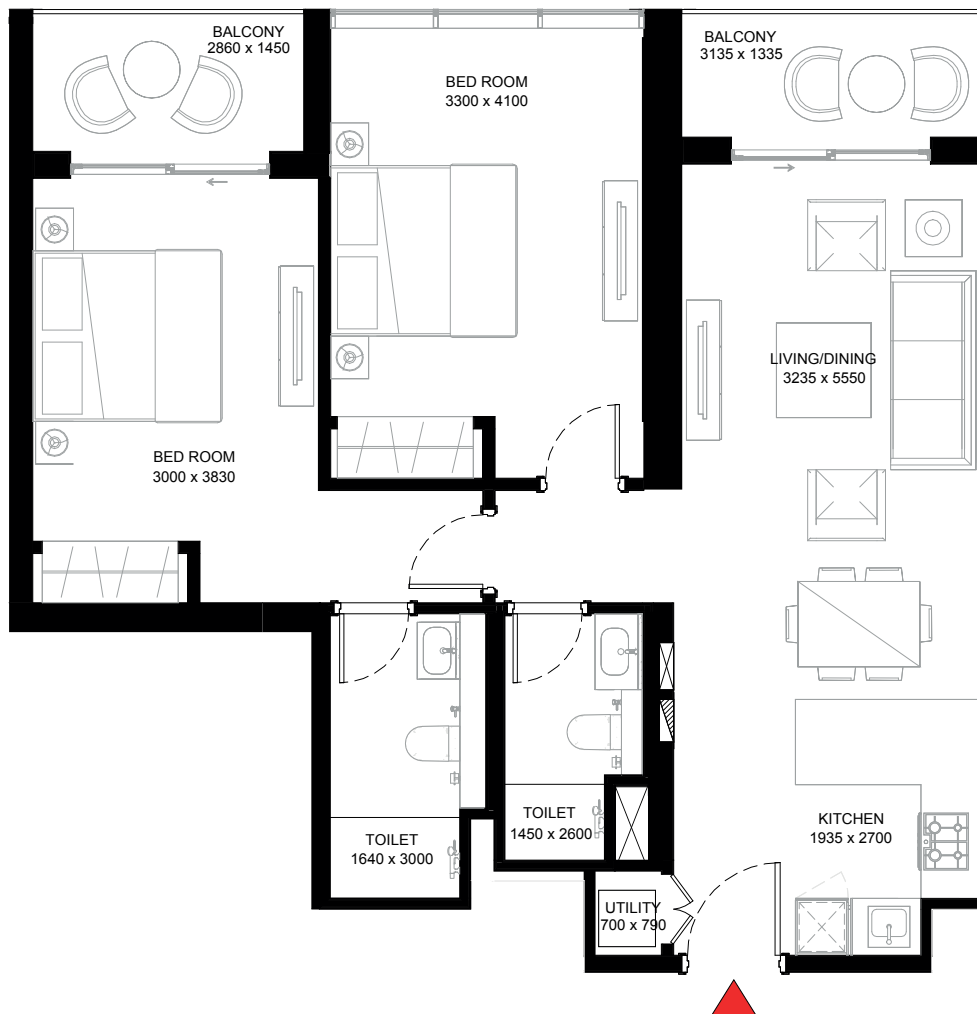 BALCONY
2860 x 1450
BALCONY
3135 x 1335
BED ROOM
3300 x 4100
LIVING/DINING
3235 x 5550
BED ROOM
3000 x 3830
TOILET
1640 x 3000
TOILET
1450 x 2600
KITCHEN
1935 x 2700
UTILITY
700 x 790